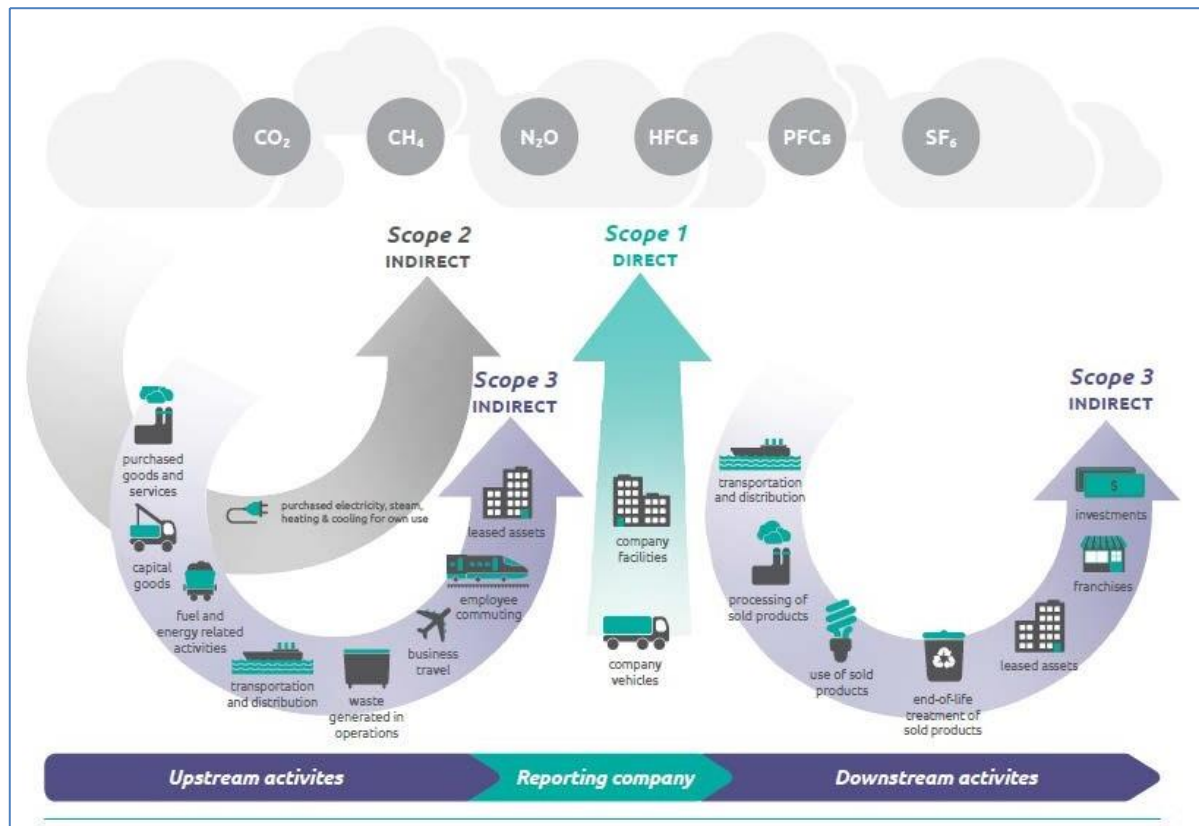 CO₂ CH₄ N₂O HFCs PFCs SF₆
Scope 2
INDIRECT
Scope 1
DIRECT
Scope 3
INDIRECT
Scope 3
INDIRECT
purchased
goods and
services
capital
goods
fuel and
energy related
activities
transportation
and distribution
waste
generated in
operations
business
travel
employee
commuting
leased assets
purchased electricity, steam,
heating & cooling for own use
company
facilities
company
vehicles
transportation
and distribution
processing of
sold products
use of sold
products
end-of-life
treatment of
sold products
leased assets
franchises
investments
$
Upstream activites
Reporting company
Downstream activites